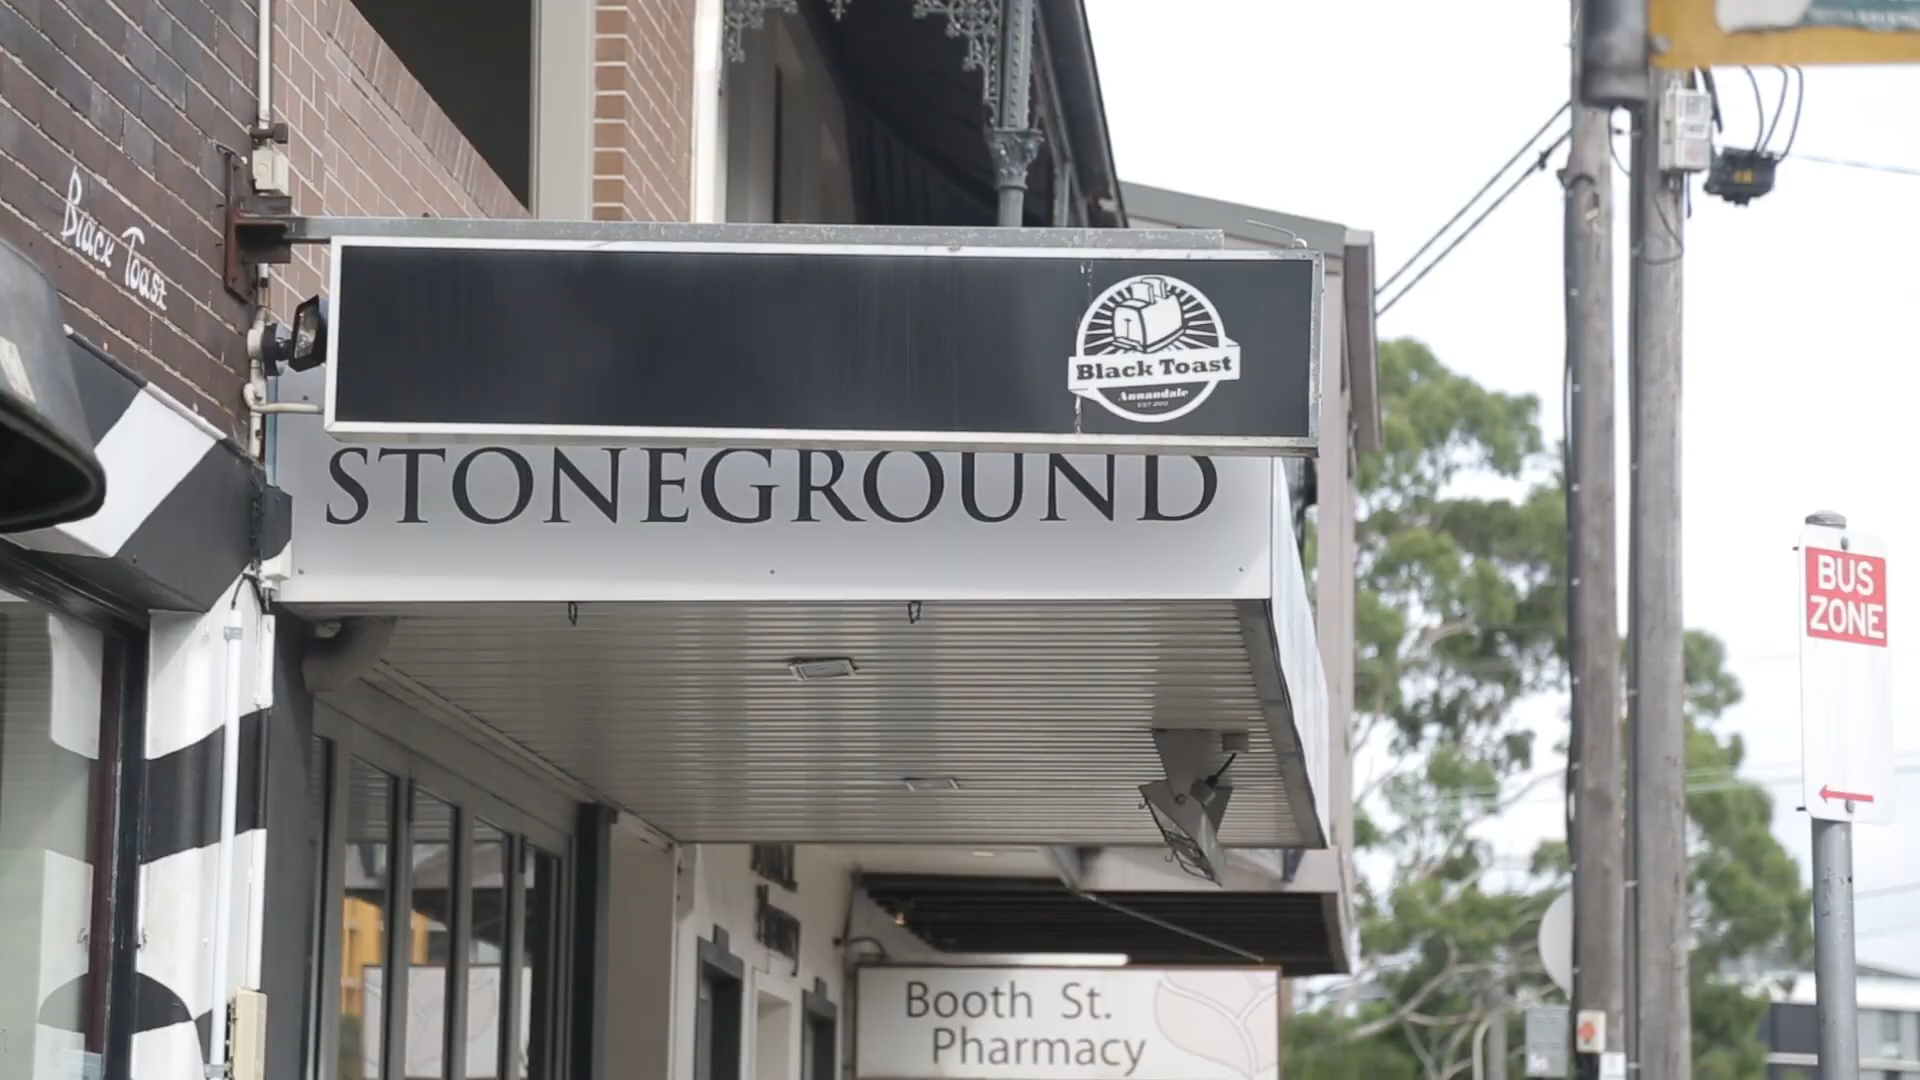 Black Toast
Black Toast
Annandale
STONEGROUND
BUS
ZONE
Booth St.
Pharmacy